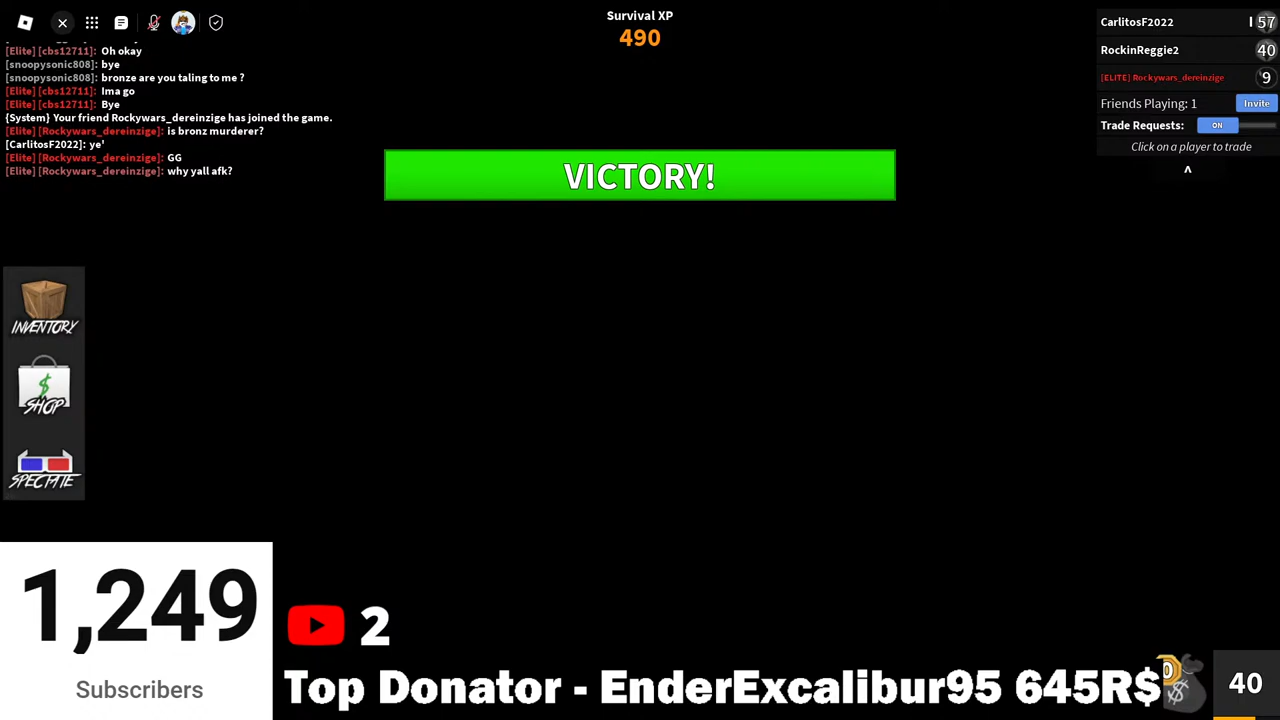 Survival XP
490
[Elite] [cbs12711]: Oh okay
[snoopysonic808]: bye
[snoopysonic808]: bronze are you taling to me ?
[Elite] [cbs12711]: Ima go
[Elite] [cbs12711]: Bye
{System} Your friend Rockywars_dereinzige has joined the game.
[Elite] [Rockywars_dereinzige]: is bronz murderer?
[CarlitosF2022]: ye'
[Elite] [Rockywars_dereinzige]: GG
[Elite] [Rockywars_dereinzige]: why yall afk?
CarlitosF2022 57
RockinReggie2 40
[ELITE] Rockywars_dereinzige 9
Friends Playing: 1 Invite
Trade Requests: ON
Click on a player to trade
^
VICTORY!
INVENTORY
$
SHOP
SPECTATE
1,249
Subscribers
2
Top Donator - EnderExcalibur95 645R$
0
$
40